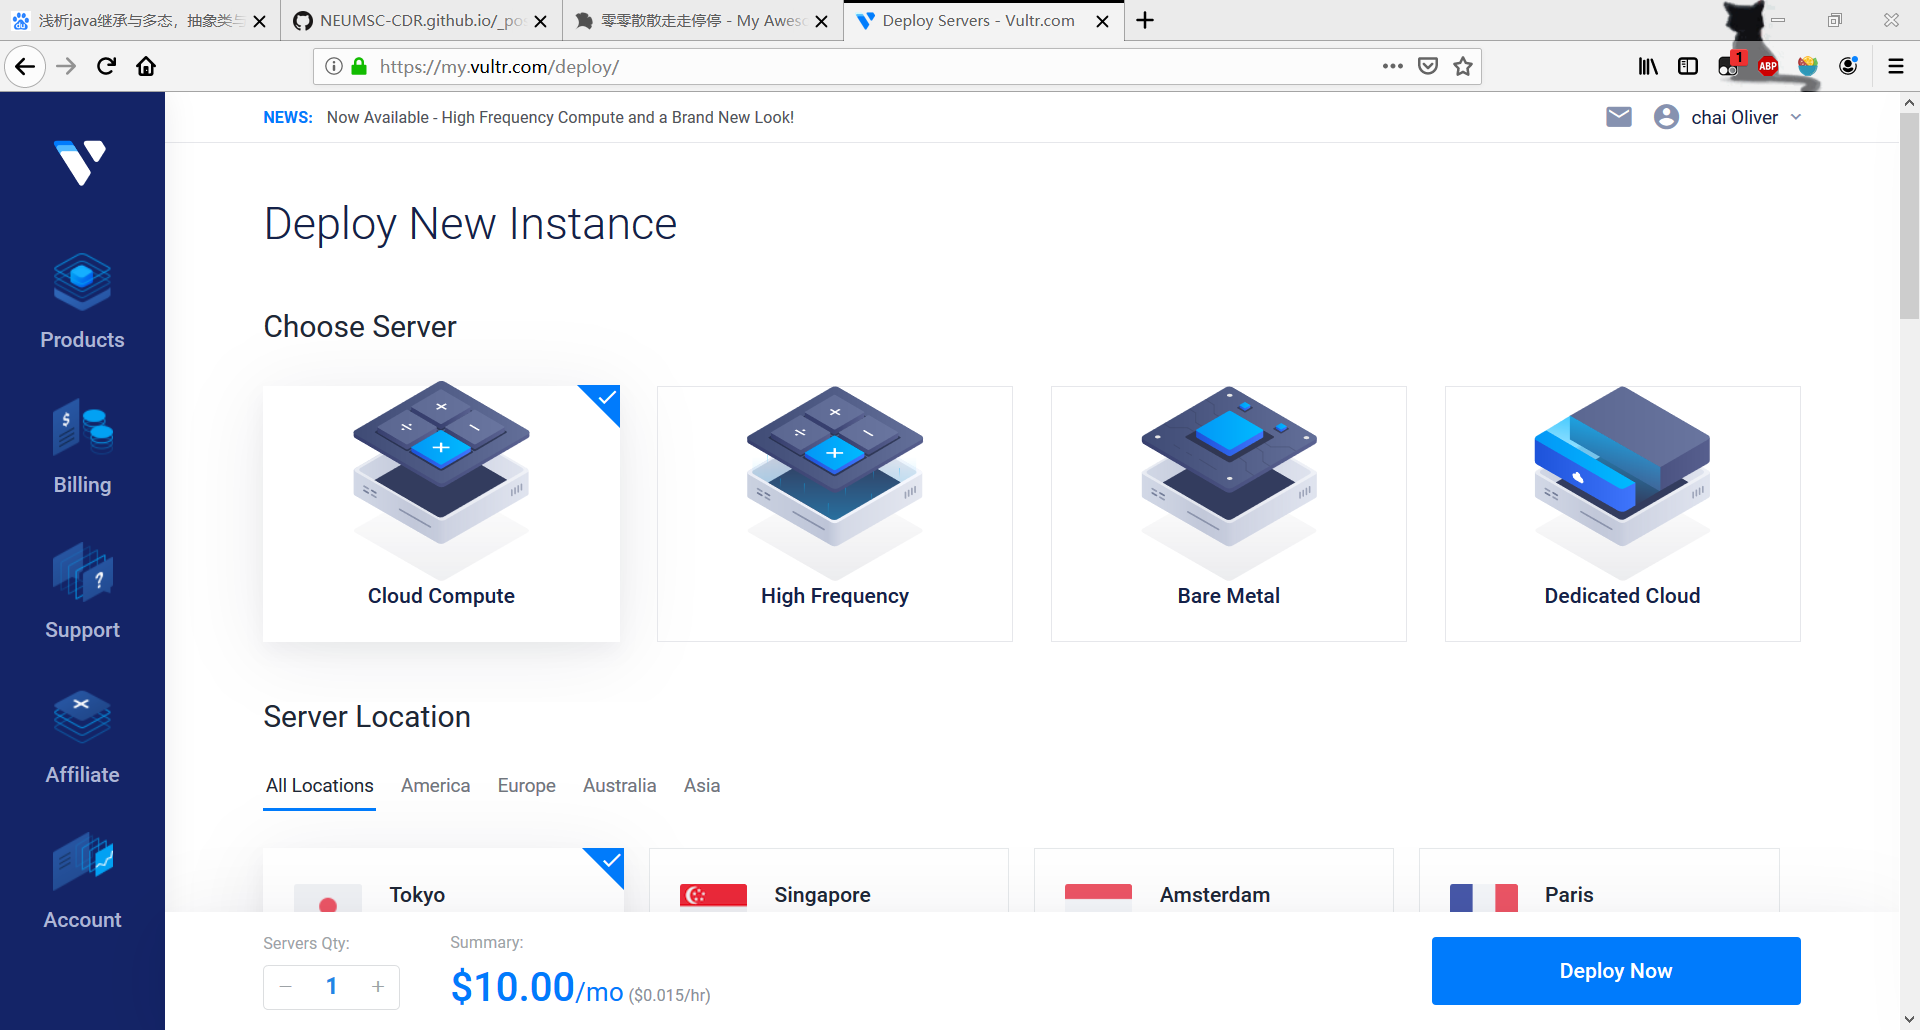 浅析java继承与多态，抽象类与
NEUMSC-CDR.github.io/_pos
零零散散走走停停 - My Aweso
Deploy Servers - Vultr.com
https://my.vultr.com/deploy/
1
ABP
NEWS: Now Available - High Frequency Compute and a Brand New Look!
chai Oliver
Products
Billing
Support
Affiliate
Account
Deploy New Instance
Choose Server
Cloud Compute
High Frequency
Bare Metal
Dedicated Cloud
Server Location
All Locations America Europe Australia Asia
Tokyo
Singapore
Amsterdam
Paris
Servers Qty:
− 1 +
Summary:
$10.00/mo ($0.015/hr)
Deploy Now